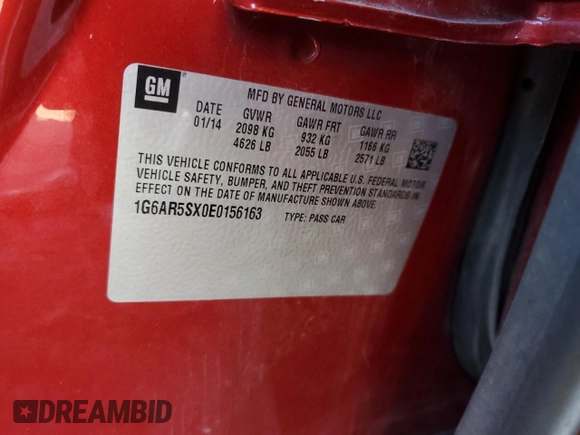 GM
MFD BY GENERAL MOTORS LLC
DATE GVWR GAWR FRT GAWR RR
01/14 2098 KG 932 KG 1166 KG
4626 LB 2055 LB 2571 LB
THIS VEHICLE CONFORMS TO ALL APPLICABLE U.S. FEDERAL MOTOR
VEHICLE SAFETY, BUMPER, AND THEFT PREVENTION STANDARDS IN
EFFECT ON THE DATE OF MANUFACTURE SHOWN ABOVE.
1G6AR5SX0E0156163 TYPE: PASS CAR
DREAMBID